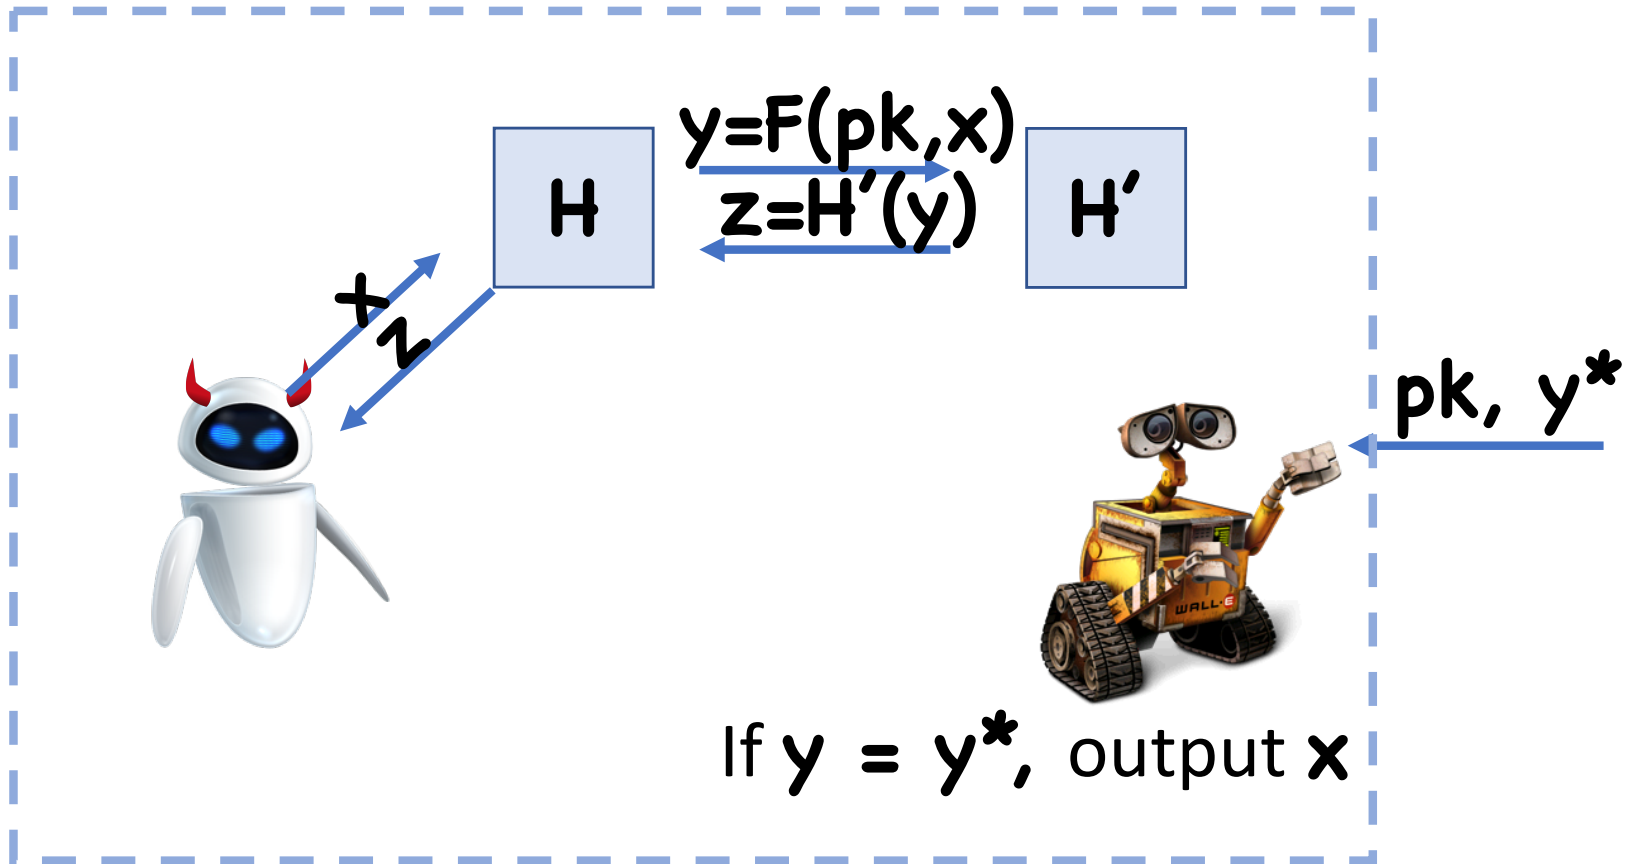 y=F(pk,x)
H
z=H′(y)
H′
x
z
pk, y*
WALL·E
If y = y*, output x